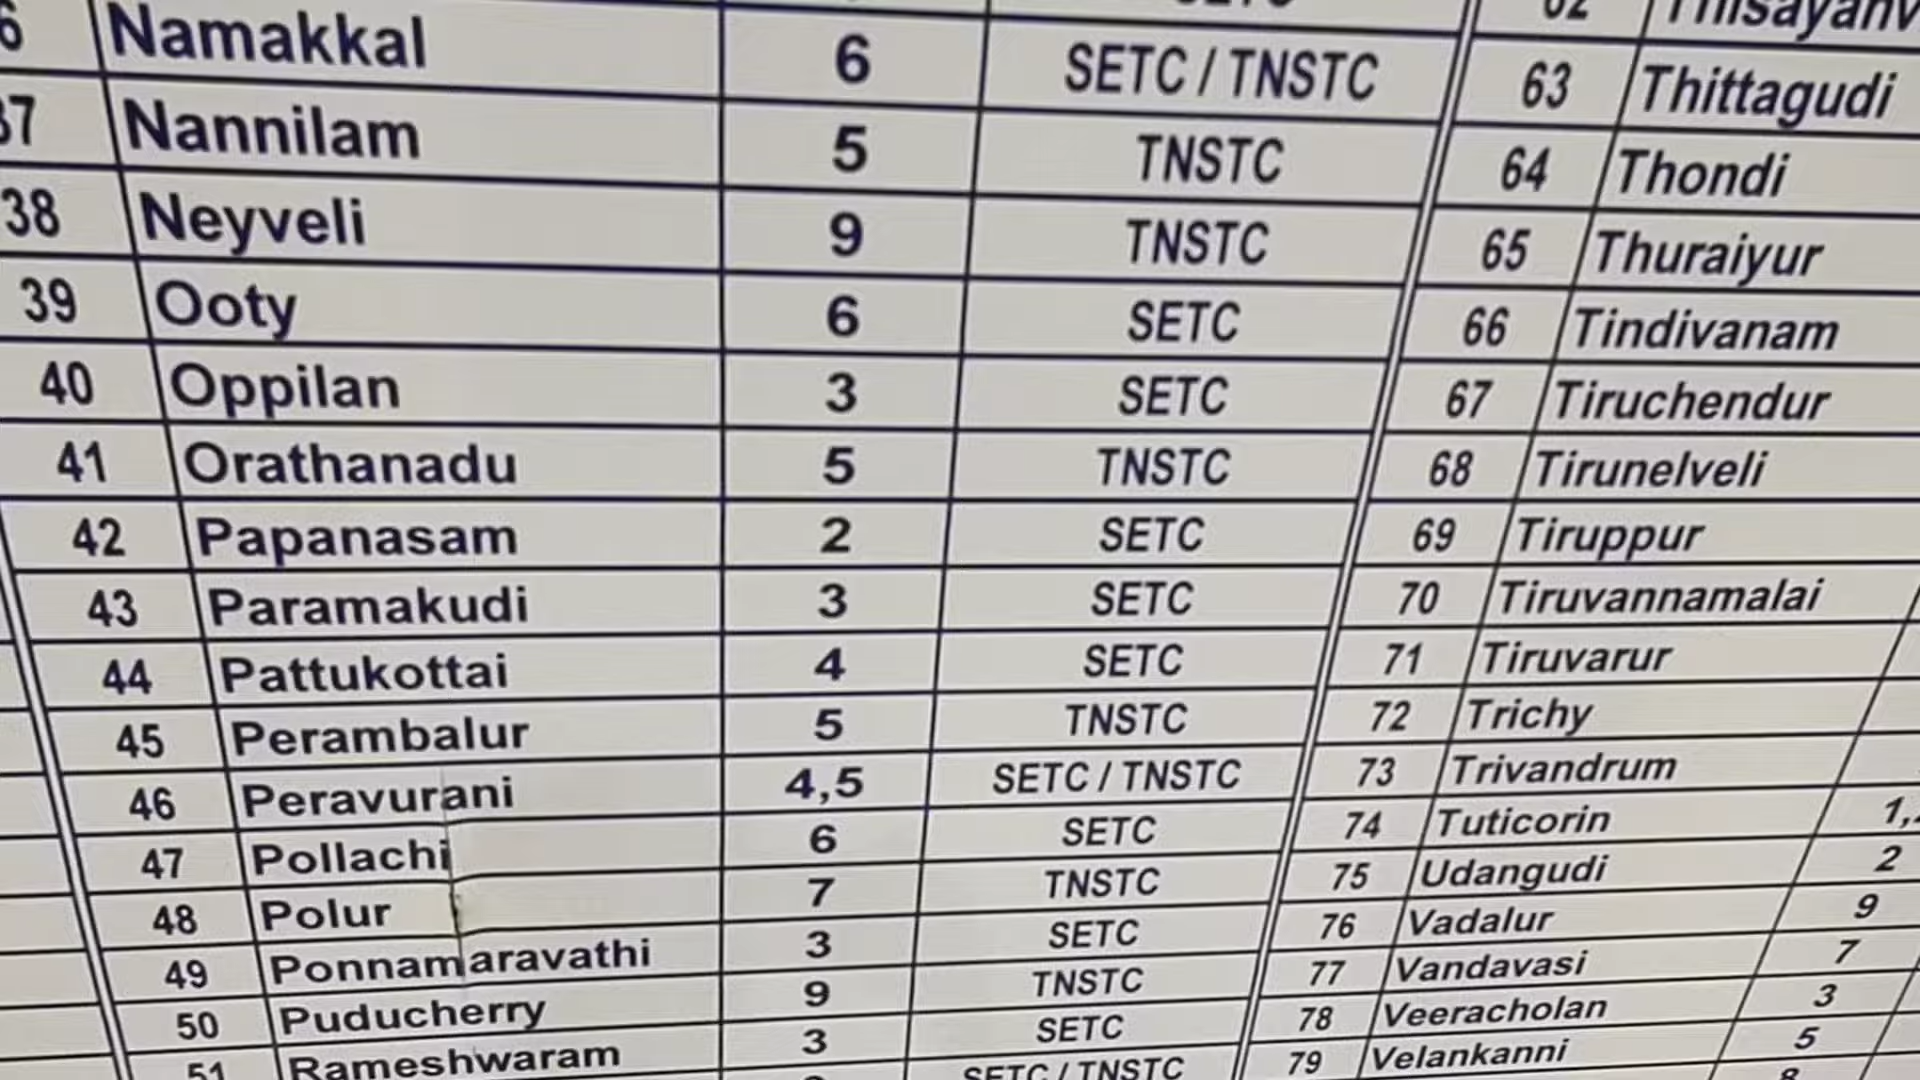 Namakkal 6 SETC / TNSTC 63 Thittagudi
37 Nannilam 5 TNSTC 64 Thondi
38 Neyveli 9 TNSTC 65 Thuraiyur
39 Ooty 6 SETC 66 Tindivanam
40 Oppilan 3 SETC 67 Tiruchendur
41 Orathanadu 5 TNSTC 68 Tirunelveli
42 Papanasam 2 SETC 69 Tiruppur
43 Paramakudi 3 SETC 70 Tiruvannamalai
44 Pattukottai 4 SETC 71 Tiruvarur
45 Perambalur 5 TNSTC 72 Trichy
46 Peravurani 4,5 SETC / TNSTC 73 Trivandrum
47 Pollachi 6 SETC 74 Tuticorin
48 Polur 7 TNSTC 75 Udangudi 2
49 Ponnamaravathi 3 SETC 76 Vadalur 9
50 Puducherry 9 TNSTC 77 Vandavasi 7
51 Rameshwaram 3 SETC 78 Veeracholan 3
SETC / TNSTC 79 Velankanni 5